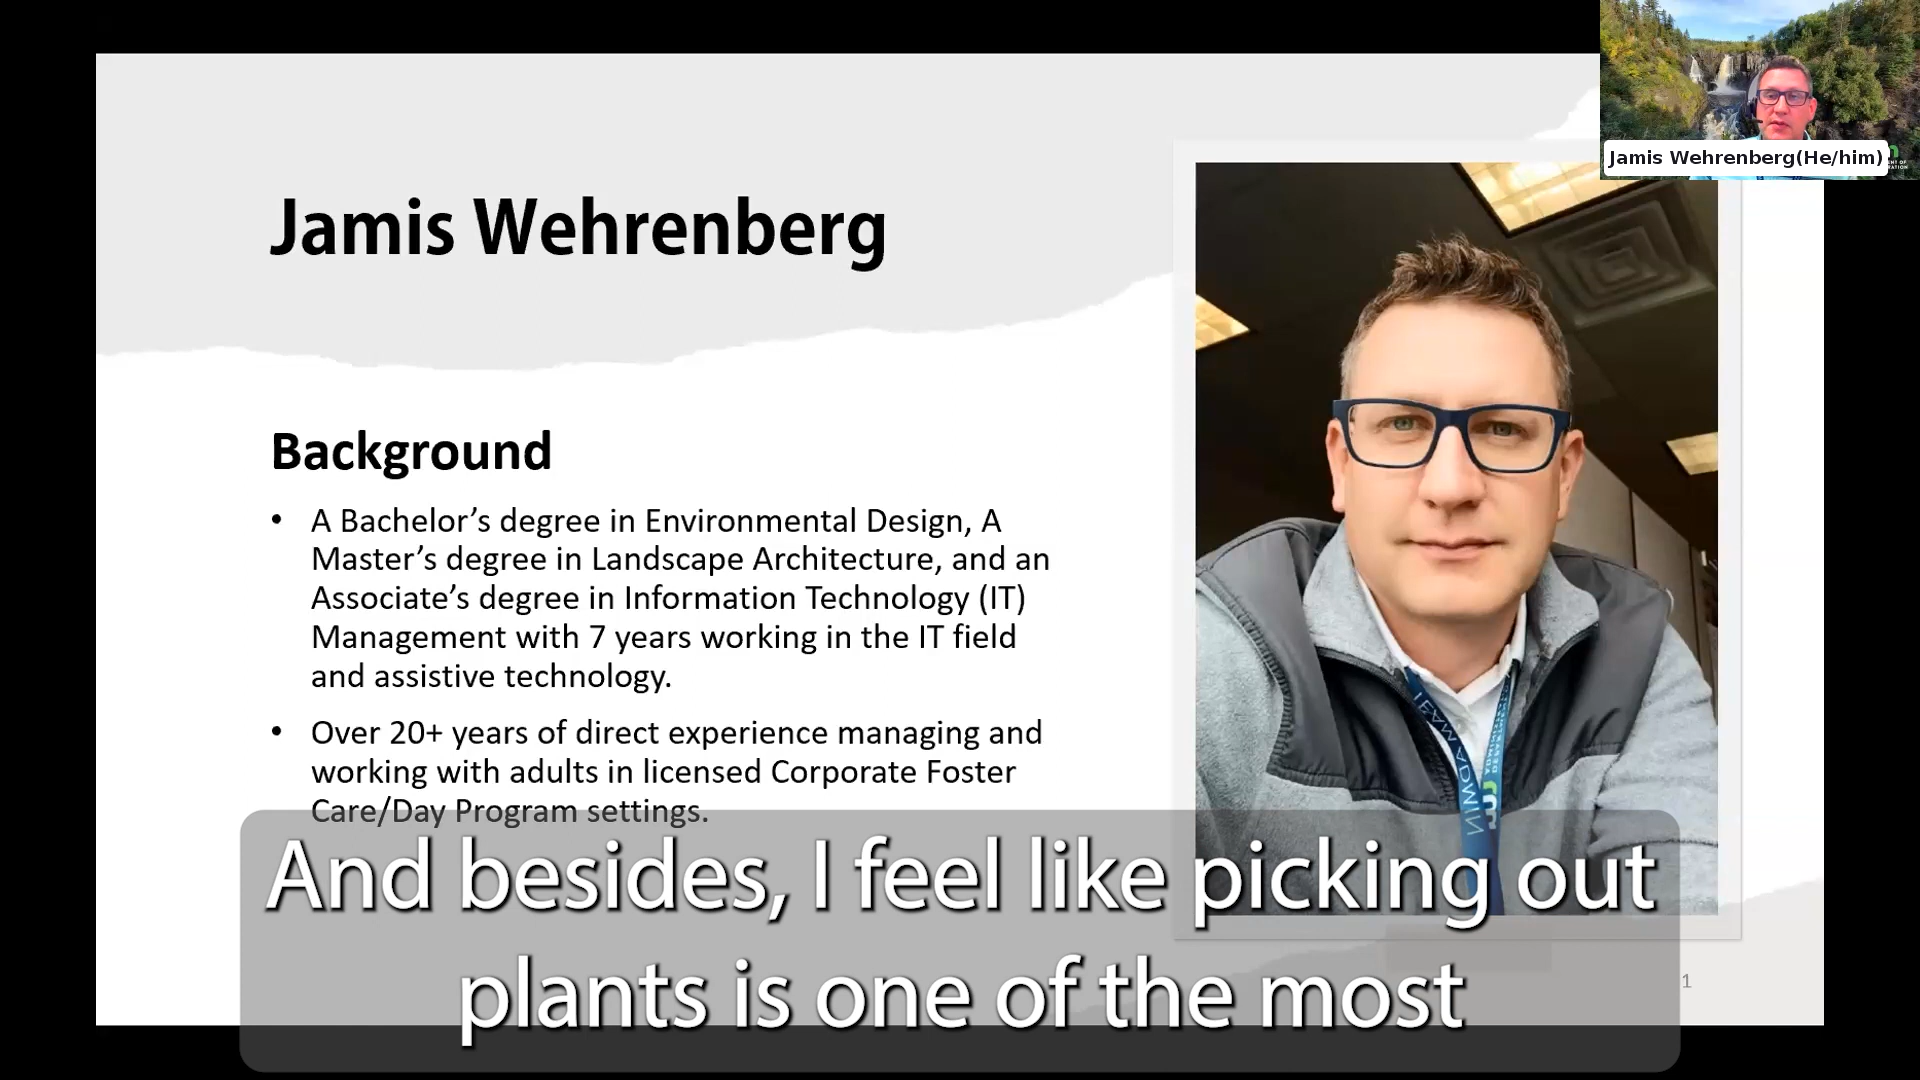 Jamis Wehrenberg(He/him)
Jamis Wehrenberg
Background
• A Bachelor’s degree in Environmental Design, A
Master’s degree in Landscape Architecture, and an
Associate’s degree in Information Technology (IT)
Management with 7 years working in the IT field
and assistive technology.
• Over 20+ years of direct experience managing and
working with adults in licensed Corporate Foster
Care/Day Program settings.
And besides, I feel like picking out
plants is one of the most
1